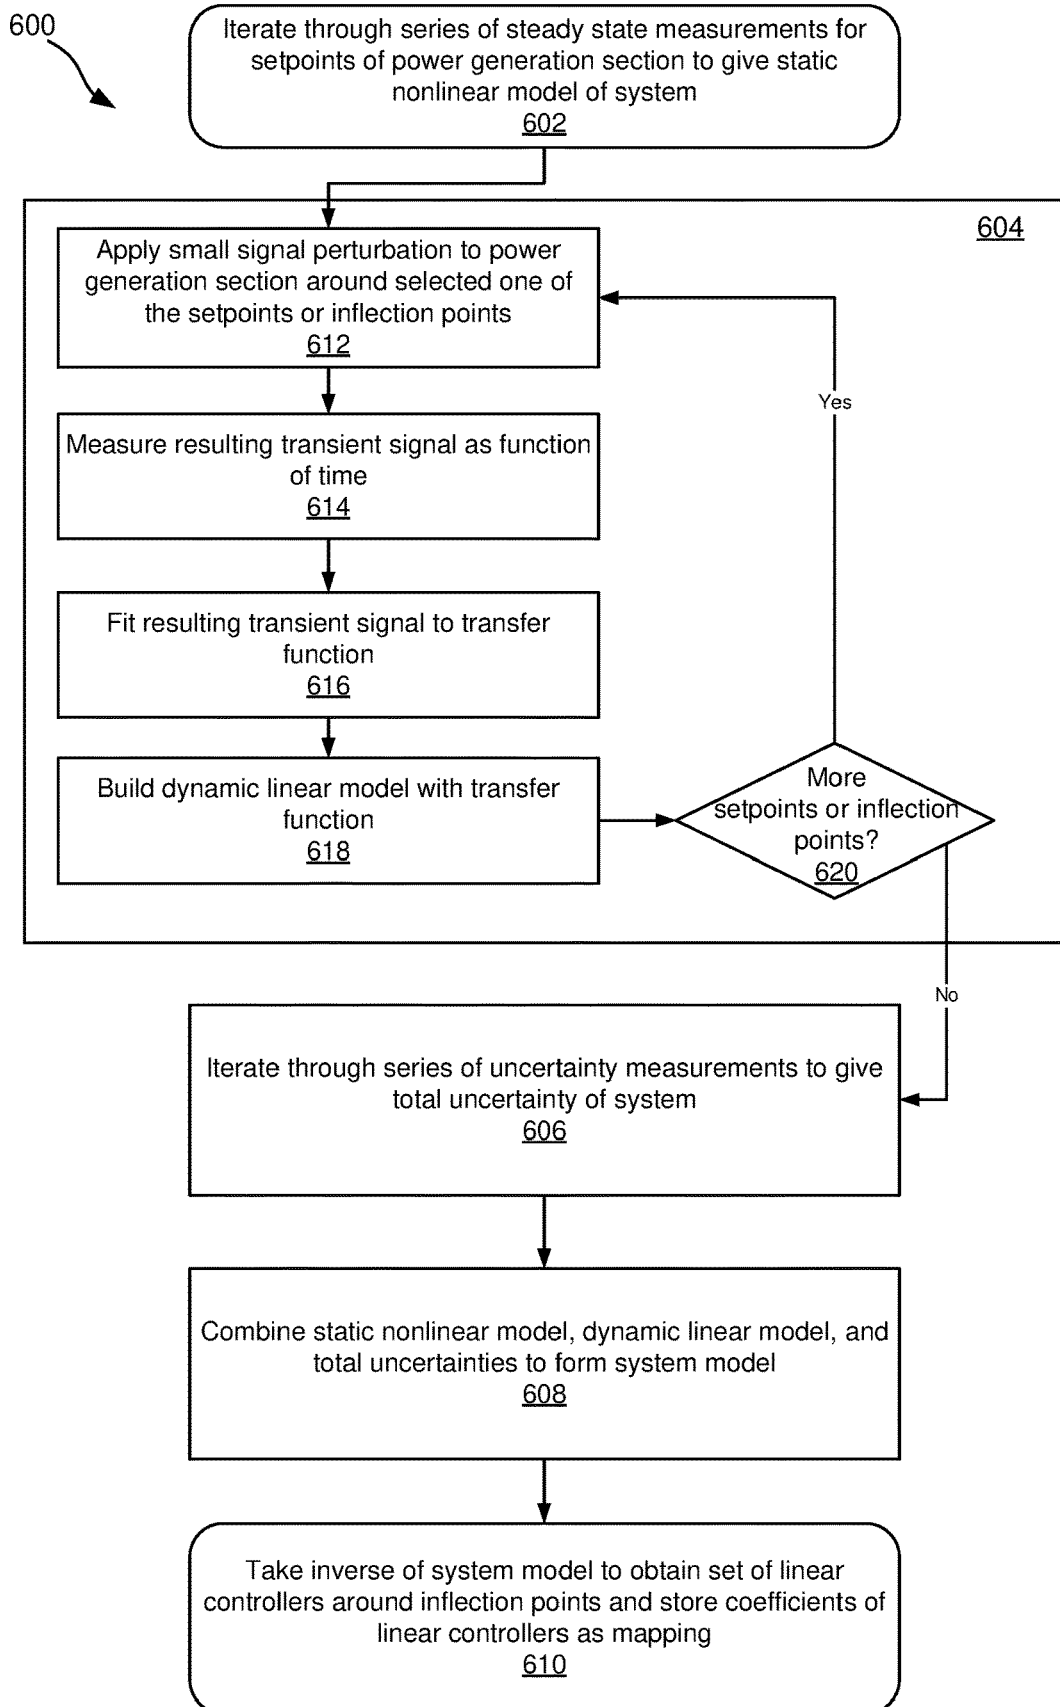 600
Iterate through series of steady state measurements for
setpoints of power generation section to give static
nonlinear model of system
602
604
Apply small signal perturbation to power
generation section around selected one of
the setpoints or inflection points
612
Yes
Measure resulting transient signal as function
of time
614
Fit resulting transient signal to transfer
function
616
Build dynamic linear model with transfer
function
618
More
setpoints or inflection
points?
620
No
Iterate through series of uncertainty measurements to give
total uncertainty of system
606
Combine static nonlinear model, dynamic linear model, and
total uncertainties to form system model
608
Take inverse of system model to obtain set of linear
controllers around inflection points and store coefficients of
linear controllers as mapping
610